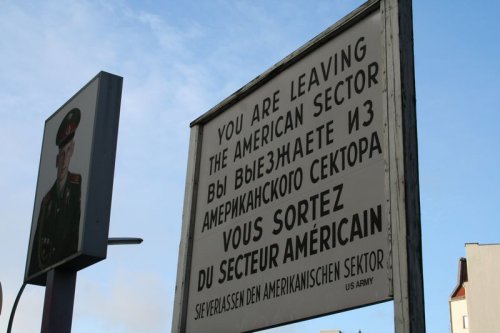 YOU ARE LEAVING
THE AMERICAN SECTOR
ВЫ ВЫЕЗЖАЕТЕ ИЗ
АМЕРИКАНСКОГО СЕКТОРА
VOUS SORTEZ
DU SECTEUR AMÉRICAIN
SIE VERLASSEN DEN AMERIKANISCHEN SEKTOR
US ARMY